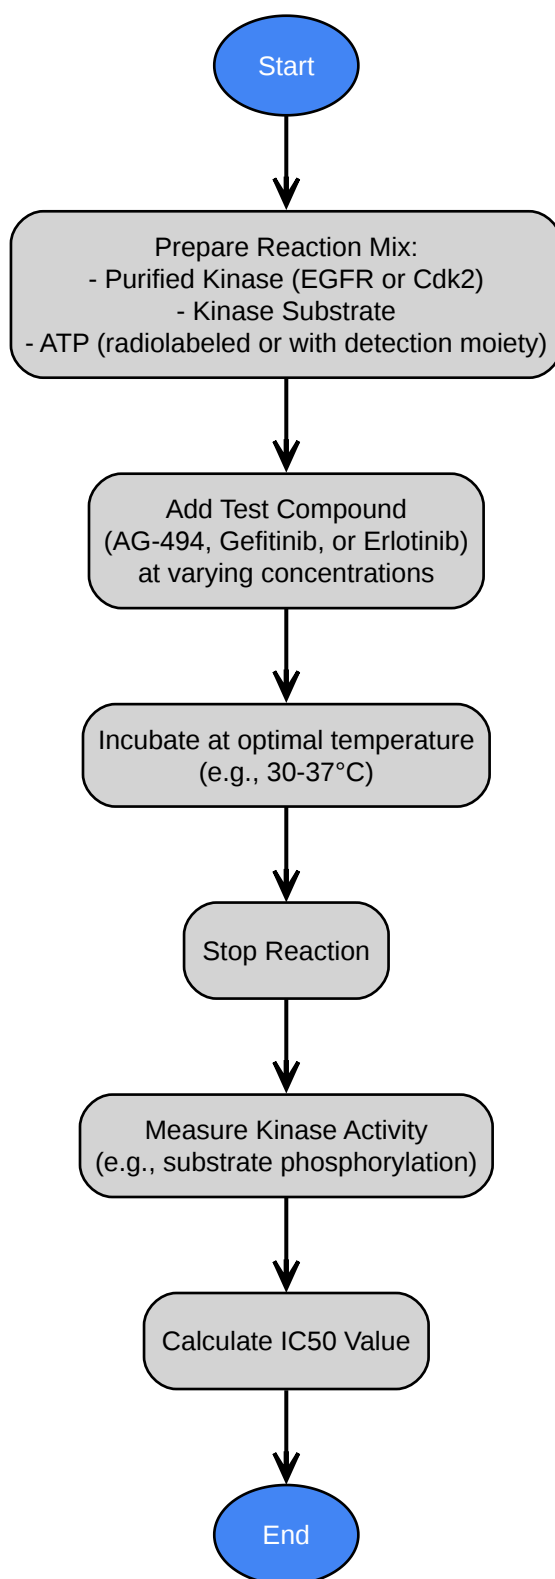 Start
Prepare Reaction Mix:
- Purified Kinase (EGFR or Cdk2)
- Kinase Substrate
- ATP (radiolabeled or with detection moiety)
Add Test Compound
(AG-494, Gefitinib, or Erlotinib)
at varying concentrations
Incubate at optimal temperature
(e.g., 30-37°C)
Stop Reaction
Measure Kinase Activity
(e.g., substrate phosphorylation)
Calculate IC50 Value
End